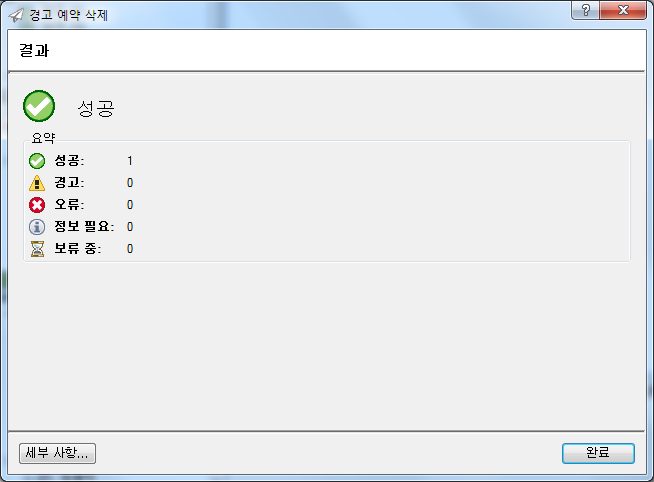 경고 예약 삭제
결과
성공
요약
성공: 1
경고: 0
오류: 0
정보 필요: 0
보류 중: 0
세부 사항... 완료